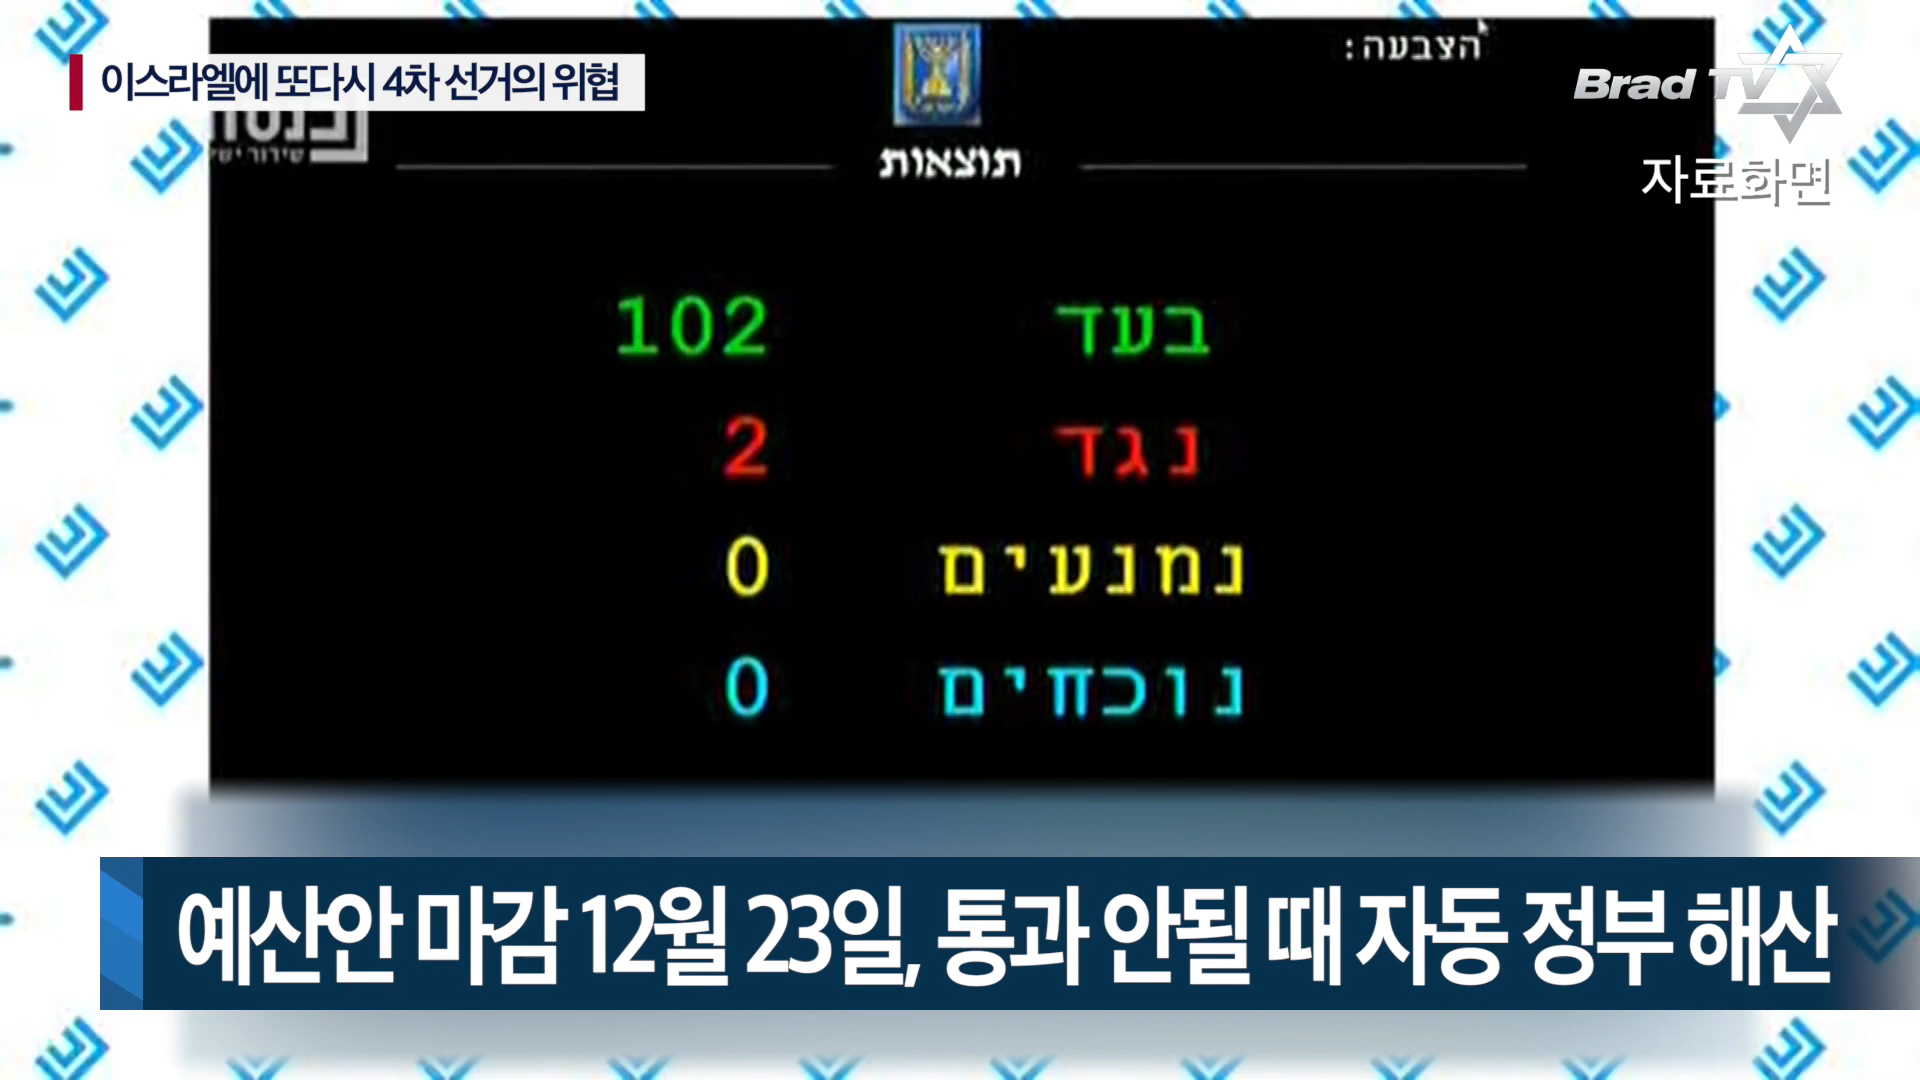 이스라엘에 또다시 4차 선거의 위협
הצבעה:
Brad TV
자료화면
תוצאות
בעד 102
נגד 2
נמנעים 0
נוכחים 0
예산안 마감 12월 23일, 통과 안될 때 자동 정부 해산